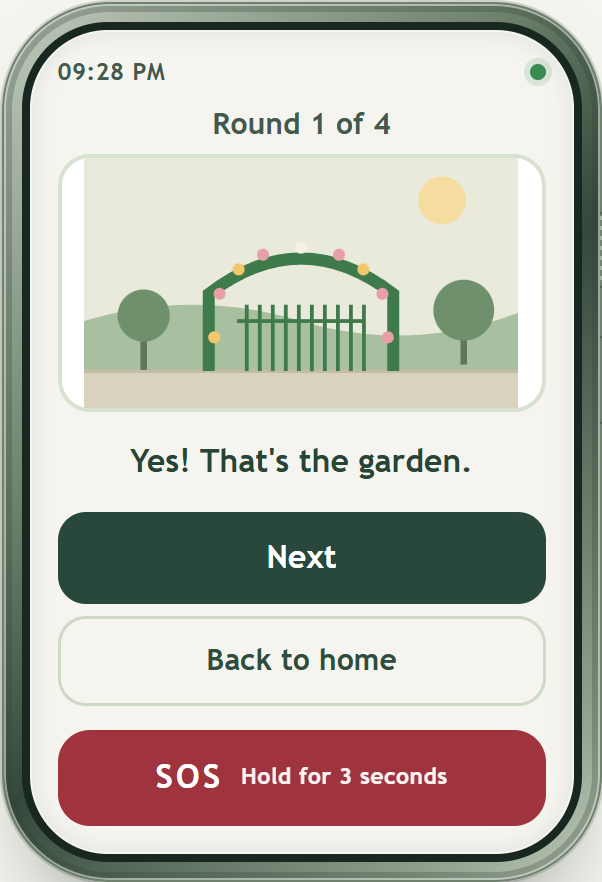 09:28 PM
Round 1 of 4
Yes! That's the garden.
Next
Back to home
SOS Hold for 3 seconds